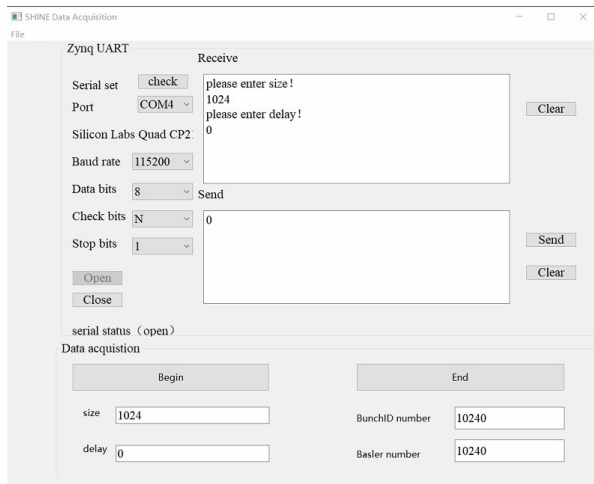 SHINE Data Acquisition
File
Zynq UART
Receive
Serial set check
Port COM4
Silicon Labs Quad CP2
Baud rate 115200
Data bits 8
Check bits N
Stop bits 1
Open
Close
serial status（open）
please enter size!
1024
please enter delay!
0
Clear
Send
0
Send
Clear
Data acquistion
Begin
End
size 1024
delay 0
BunchID number 10240
Basler number 10240